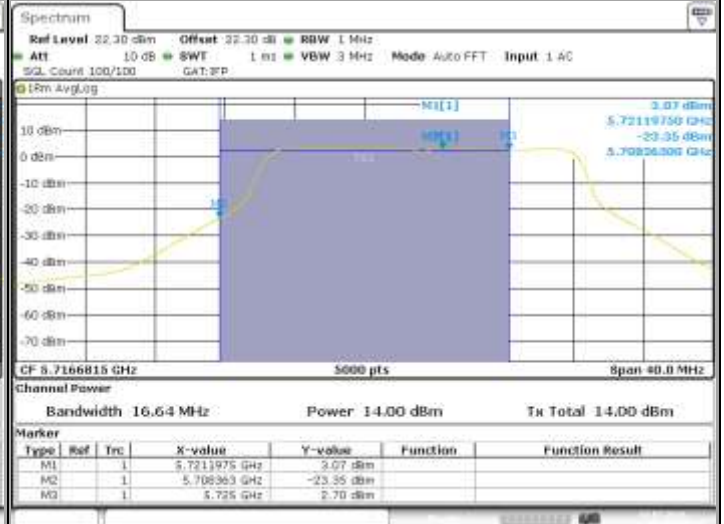 Spectrum
Ref Level 22.30 dBm Offset 22.30 dB RBW 1 MHz
Att 10 dB SWT 1 ms VBW 3 MHz Mode Auto FFT Input 1 AC
SGL Count 100/100 GAT:IFP
1Rm AvgLog
M1[1] 3.07 dBm
5.72119750 GHz
-23.35 dBm
10 dBm
0 dBm
-10 dBm
-20 dBm
-30 dBm
-40 dBm
-50 dBm
-60 dBm
-70 dBm
CF 5.7166815 GHz 5000 pts Span 40.0 MHz
Channel Power
Bandwidth 16.64 MHz Power 14.00 dBm Tx Total 14.00 dBm
Marker
Type Ref Trc X-value Y-value Function Function Result
M1 1 5.7211975 GHz 3.07 dBm
M2 1 5.708363 GHz -23.35 dBm
M3 1 5.725 GHz 2.70 dBm